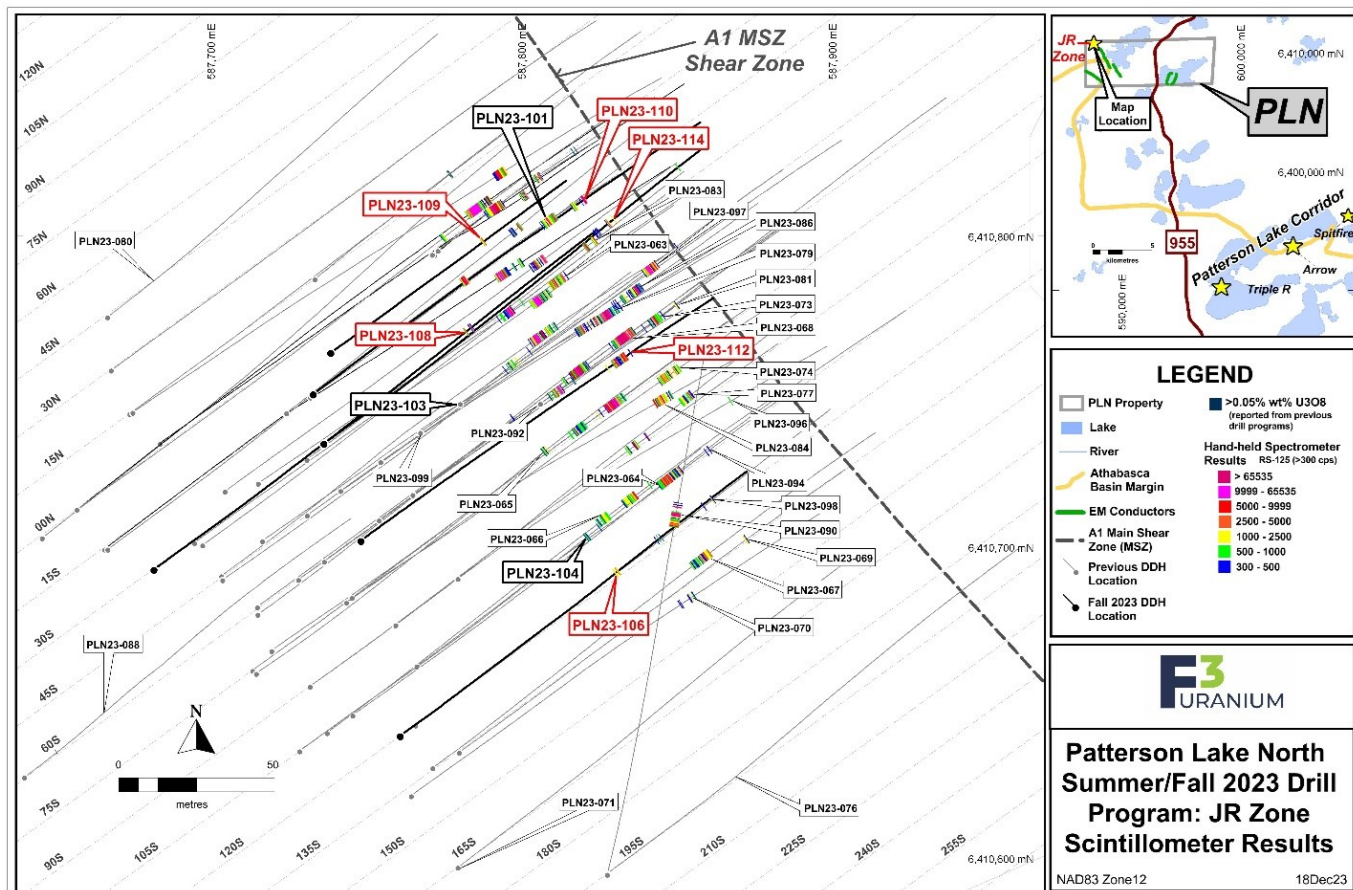 587,700 mE
587,800 mE
587,900 mE
A1 MSZ
Shear Zone
120N
105N
90N
75N
60N
45N
30N
15N
00N
15S
30S
45S
60S
75S
90S
105S
120S
135S
150S
165S
180S
195S
210S
225S
240S
255S
PLN23-110
PLN23-101
PLN23-114
PLN23-083
PLN23-097
PLN23-109
PLN23-086
PLN23-080
PLN23-063
PLN23-079
PLN23-081
PLN23-073
PLN23-068
PLN23-108
PLN23-112
PLN23-074
PLN23-077
PLN23-103
PLN23-096
PLN23-092
PLN23-084
PLN23-099
PLN23-064
PLN23-094
PLN23-065
PLN23-098
PLN23-066
PLN23-090
PLN23-069
PLN23-104
PLN23-067
PLN23-106
PLN23-070
PLN23-088
PLN23-071
PLN23-076
6,410,800 mN
6,410,700 mN
6,410,600 mN
N
0 50
metres
JR
Zone
Map
Location
PLN
600,000 mE
6,410,000 mN
6,400,000 mN
590,000 mE
955
0 5
kilometres
Patterson Lake Corridor
Spitfire
Arrow
Triple R
LEGEND
PLN Property
Lake
River
Athabasca
Basin Margin
EM Conductors
A1 Main Shear
Zone (MSZ)
Previous DDH
Location
Fall 2023 DDH
Location
>0.05% wt% U3O8
(reported from previous
drill programs)
Hand-held Spectrometer
Results RS-125 (>300 cps)
> 65535
9999 - 65535
5000 - 9999
2500 - 5000
1000 - 2500
500 - 1000
300 - 500
F3
URANIUM
Patterson Lake North
Summer/Fall 2023 Drill
Program: JR Zone
Scintillometer Results
NAD83 Zone12 18Dec23